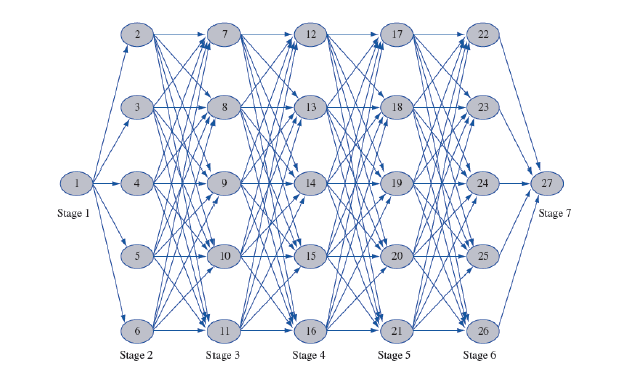 2 7 12 17 22
3 8 13 18 23
1 4 9 14 19 24 27
Stage 1 Stage 7
5 10 15 20 25
6 11 16 21 26
Stage 2 Stage 3 Stage 4 Stage 5 Stage 6